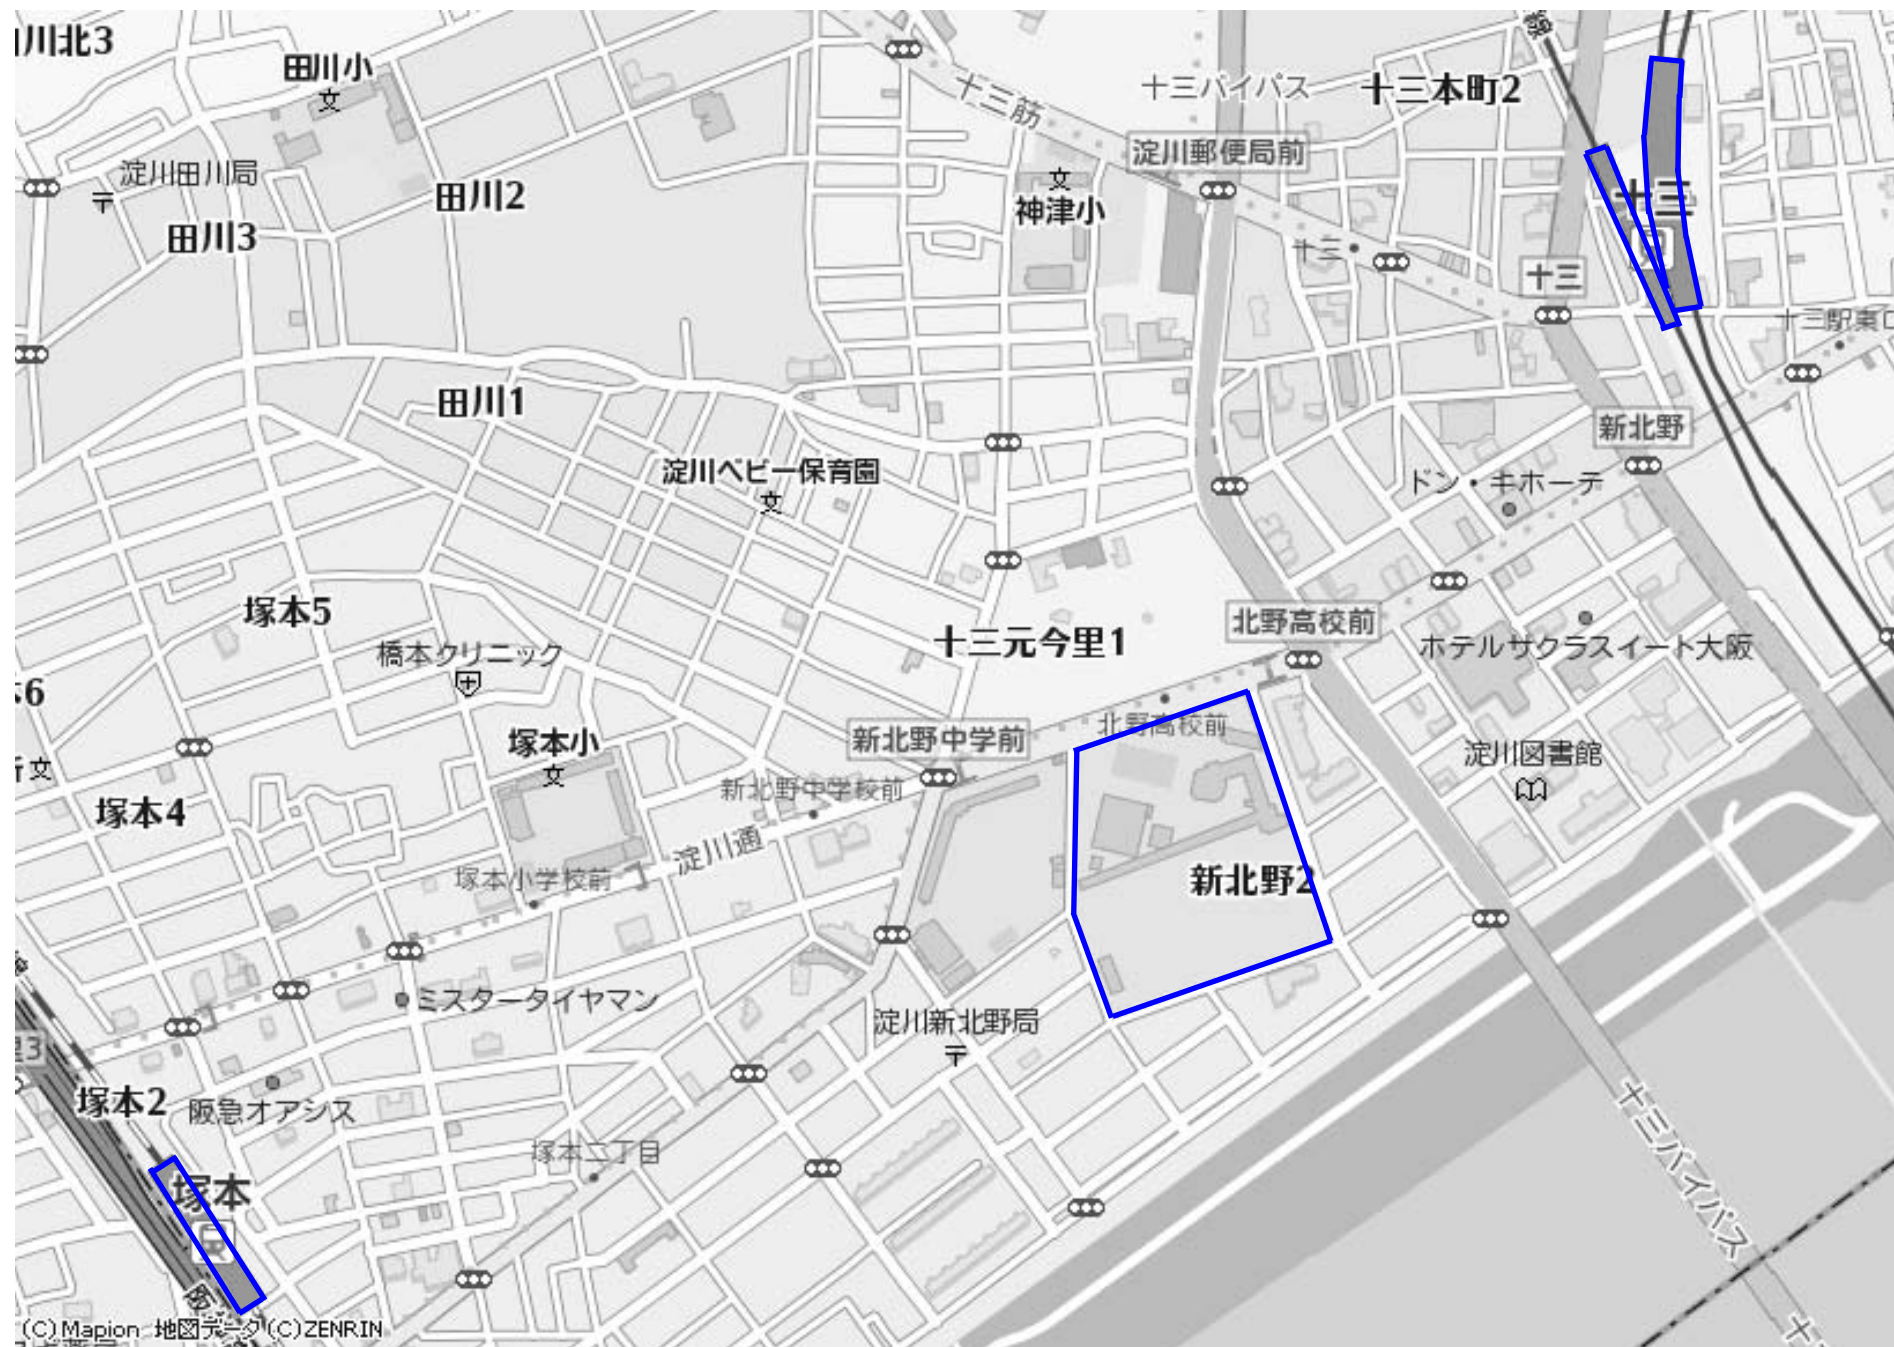 川北3
田川小
文
十三筋
十三バイパス
十三本町2
線
淀川郵便局前
淀川田川局
〒
田川2
文
神津小
十三
田川3
十三
十三
十三駅東口
田川1
新北野
淀川ベビー保育園
文
ドン・キホーテ
塚本5
北野高校前
十三元今里1
ホテルサクラスイート大阪
橋本クリニック
6
塚本小
文
新北野中学前
北野高校前
淀川図書館
文
新北野中学校前
塚本4
淀川通
塚本小学校前
新北野2
ミスタータイヤマン
淀川新北野局
〒
3
塚本2
阪急オアシス
塚本二丁目
十三バイパス
塚本
(C)Mapion 地図データ(C)ZENRIN